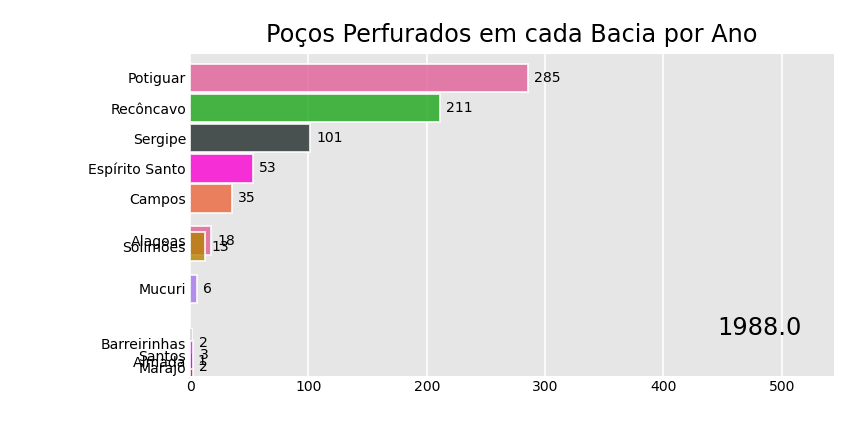 Poços Perfurados em cada Bacia por Ano
Potiguar 285
Recôncavo 211
Sergipe 101
Espírito Santo 53
Campos 35
Alagoas 18
Solimões 13
Mucuri 6
1988.0
Barreirinhas 2
Santos 3
Almada 1
Marajó 2
0 100 200 300 400 500